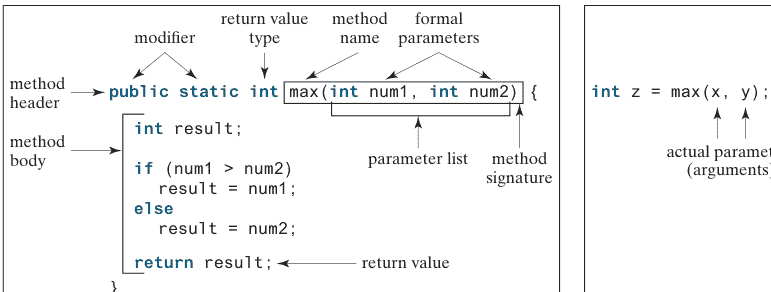 return value type
method name
formal parameters
modifier
method header
public static int max(int num1, int num2) {
method body
int result;
parameter list
method signature
if (num1 > num2)
result = num1;
else
result = num2;
return result;
return value
}
int z = max(x, y);
actual
(arguments)